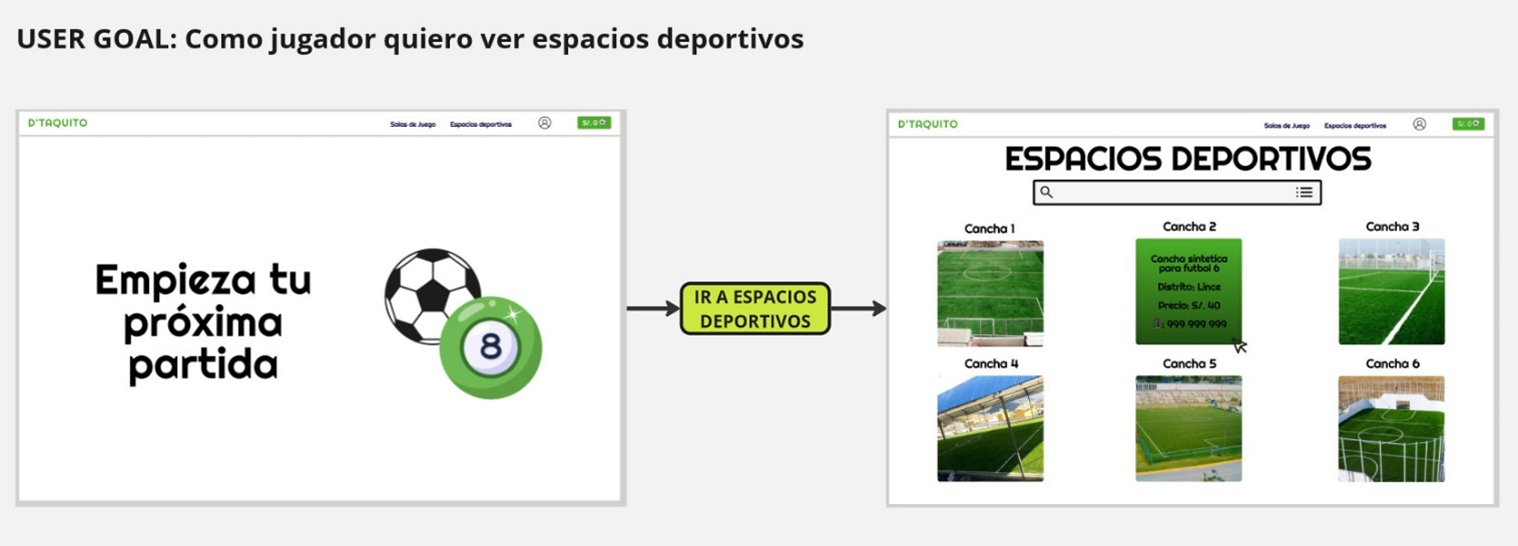 USER GOAL: Como jugador quiero ver espacios deportivos
D'TAQUITO
Salas de Juego
Espacios deportivos
S/. 0
Empieza tu
próxima
partida
8
IR A ESPACIOS
DEPORTIVOS
D'TAQUITO
Salas de Juego
Espacios deportivos
S/. 0
ESPACIOS DEPORTIVOS
Cancha 1
Cancha 2
Cancha 3
Cancha sintetica
para futbol 6
Distrito: Lince
Precio: S/. 40
: 999 999 999
Cancha 4
Cancha 5
Cancha 6